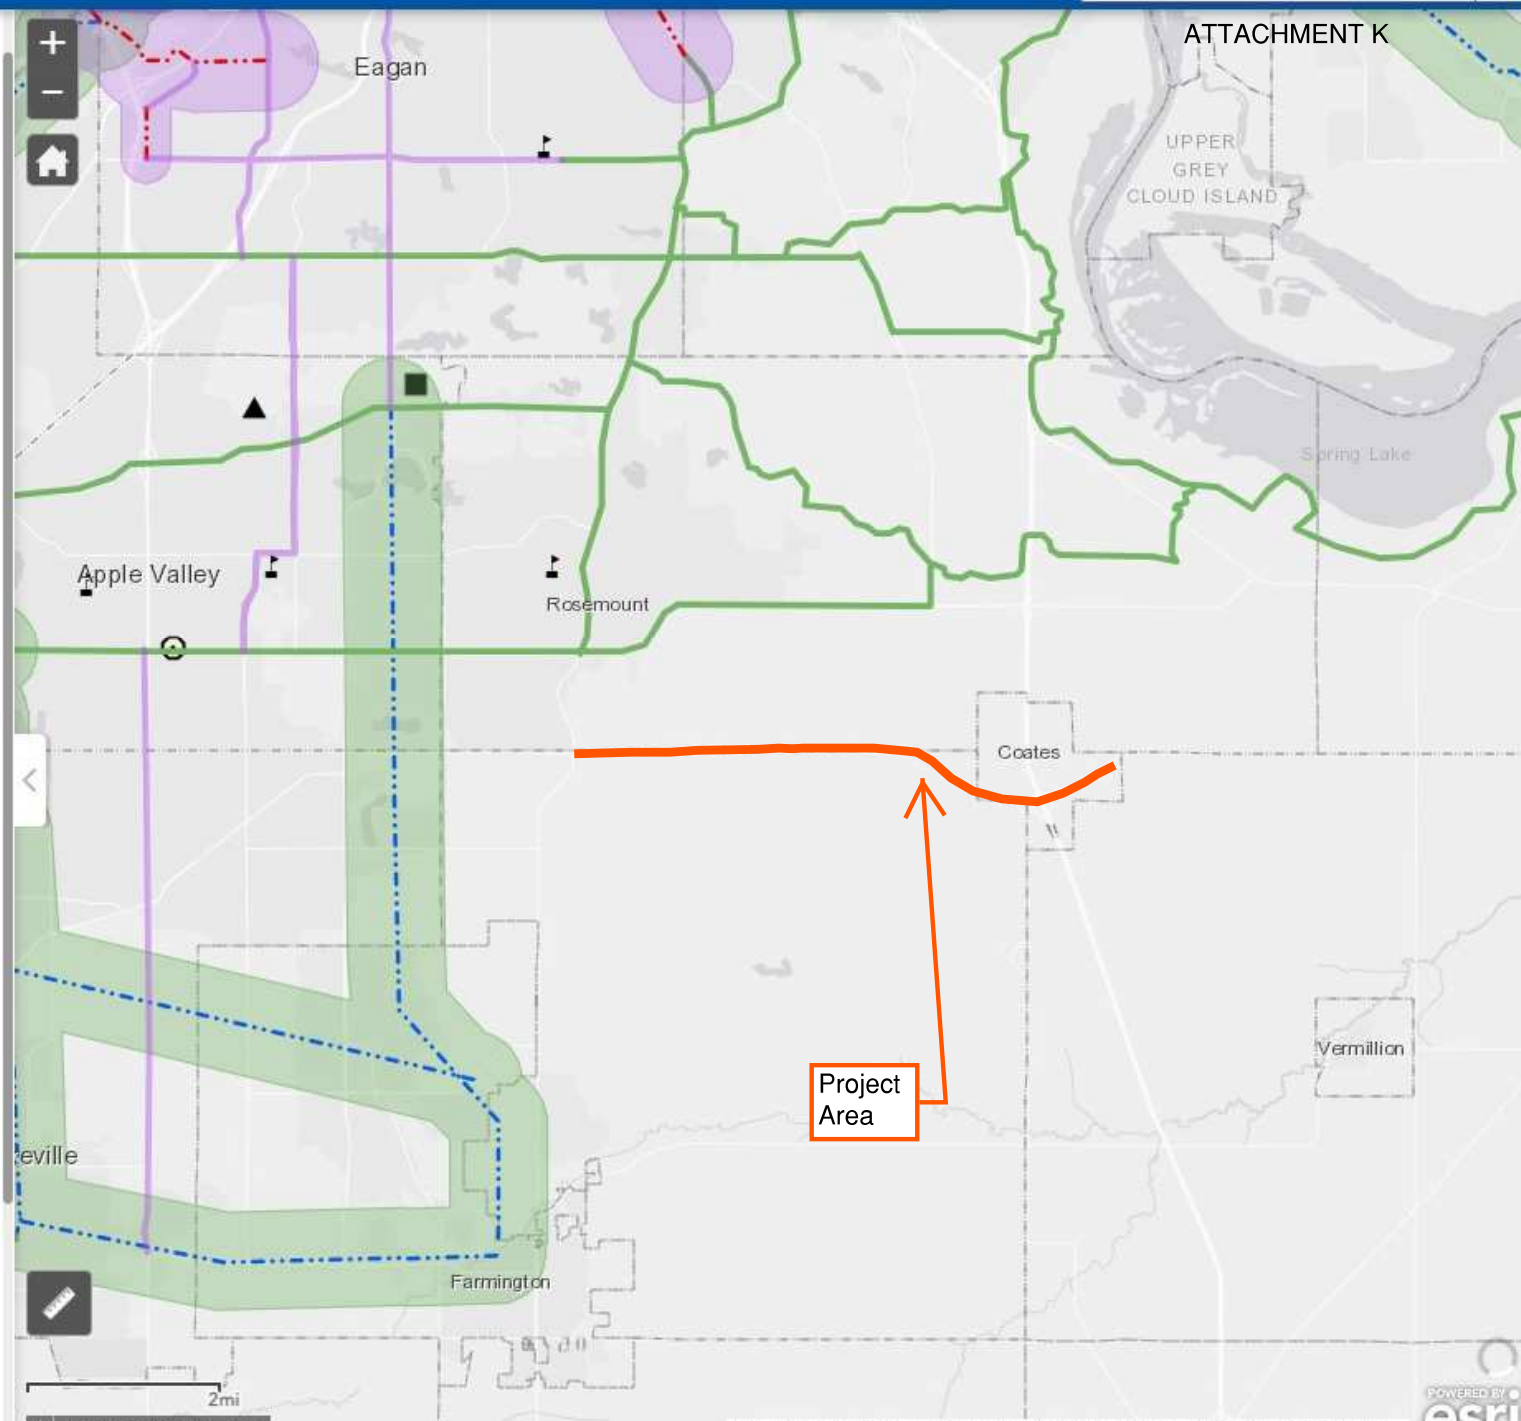 ATTACHMENT K
+
Eagan
−
UPPER
GREY
CLOUD ISLAND
Spring Lake
Apple Valley
Rosemount
Coates
Vermillion
Project
Area
eville
Farmington
2mi
POWERED BY
esri